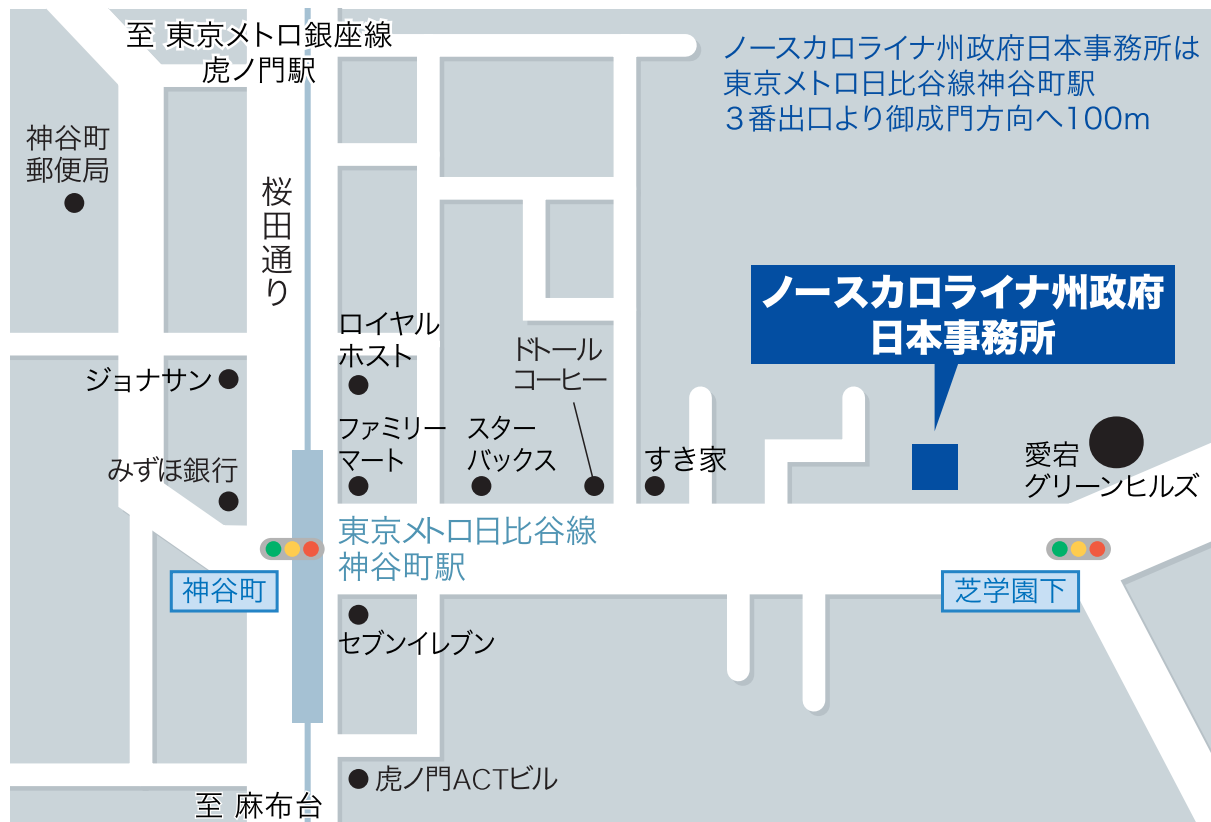 至 東京メトロ銀座線
虎ノ門駅
ノースカロライナ州政府日本事務所は
東京メトロ日比谷線神谷町駅
３番出口より御成門方向へ100m
神谷町
郵便局
桜田通り
ノースカロライナ州政府
日本事務所
ロイヤル
ホスト
ドトール
コーヒー
ジョナサン
ファミリー
マート
スター
バックス
すき家
愛宕
グリーンヒルズ
みずほ銀行
東京メトロ日比谷線
神谷町駅
神谷町
芝学園下
セブンイレブン
虎ノ門ACTビル
至 麻布台